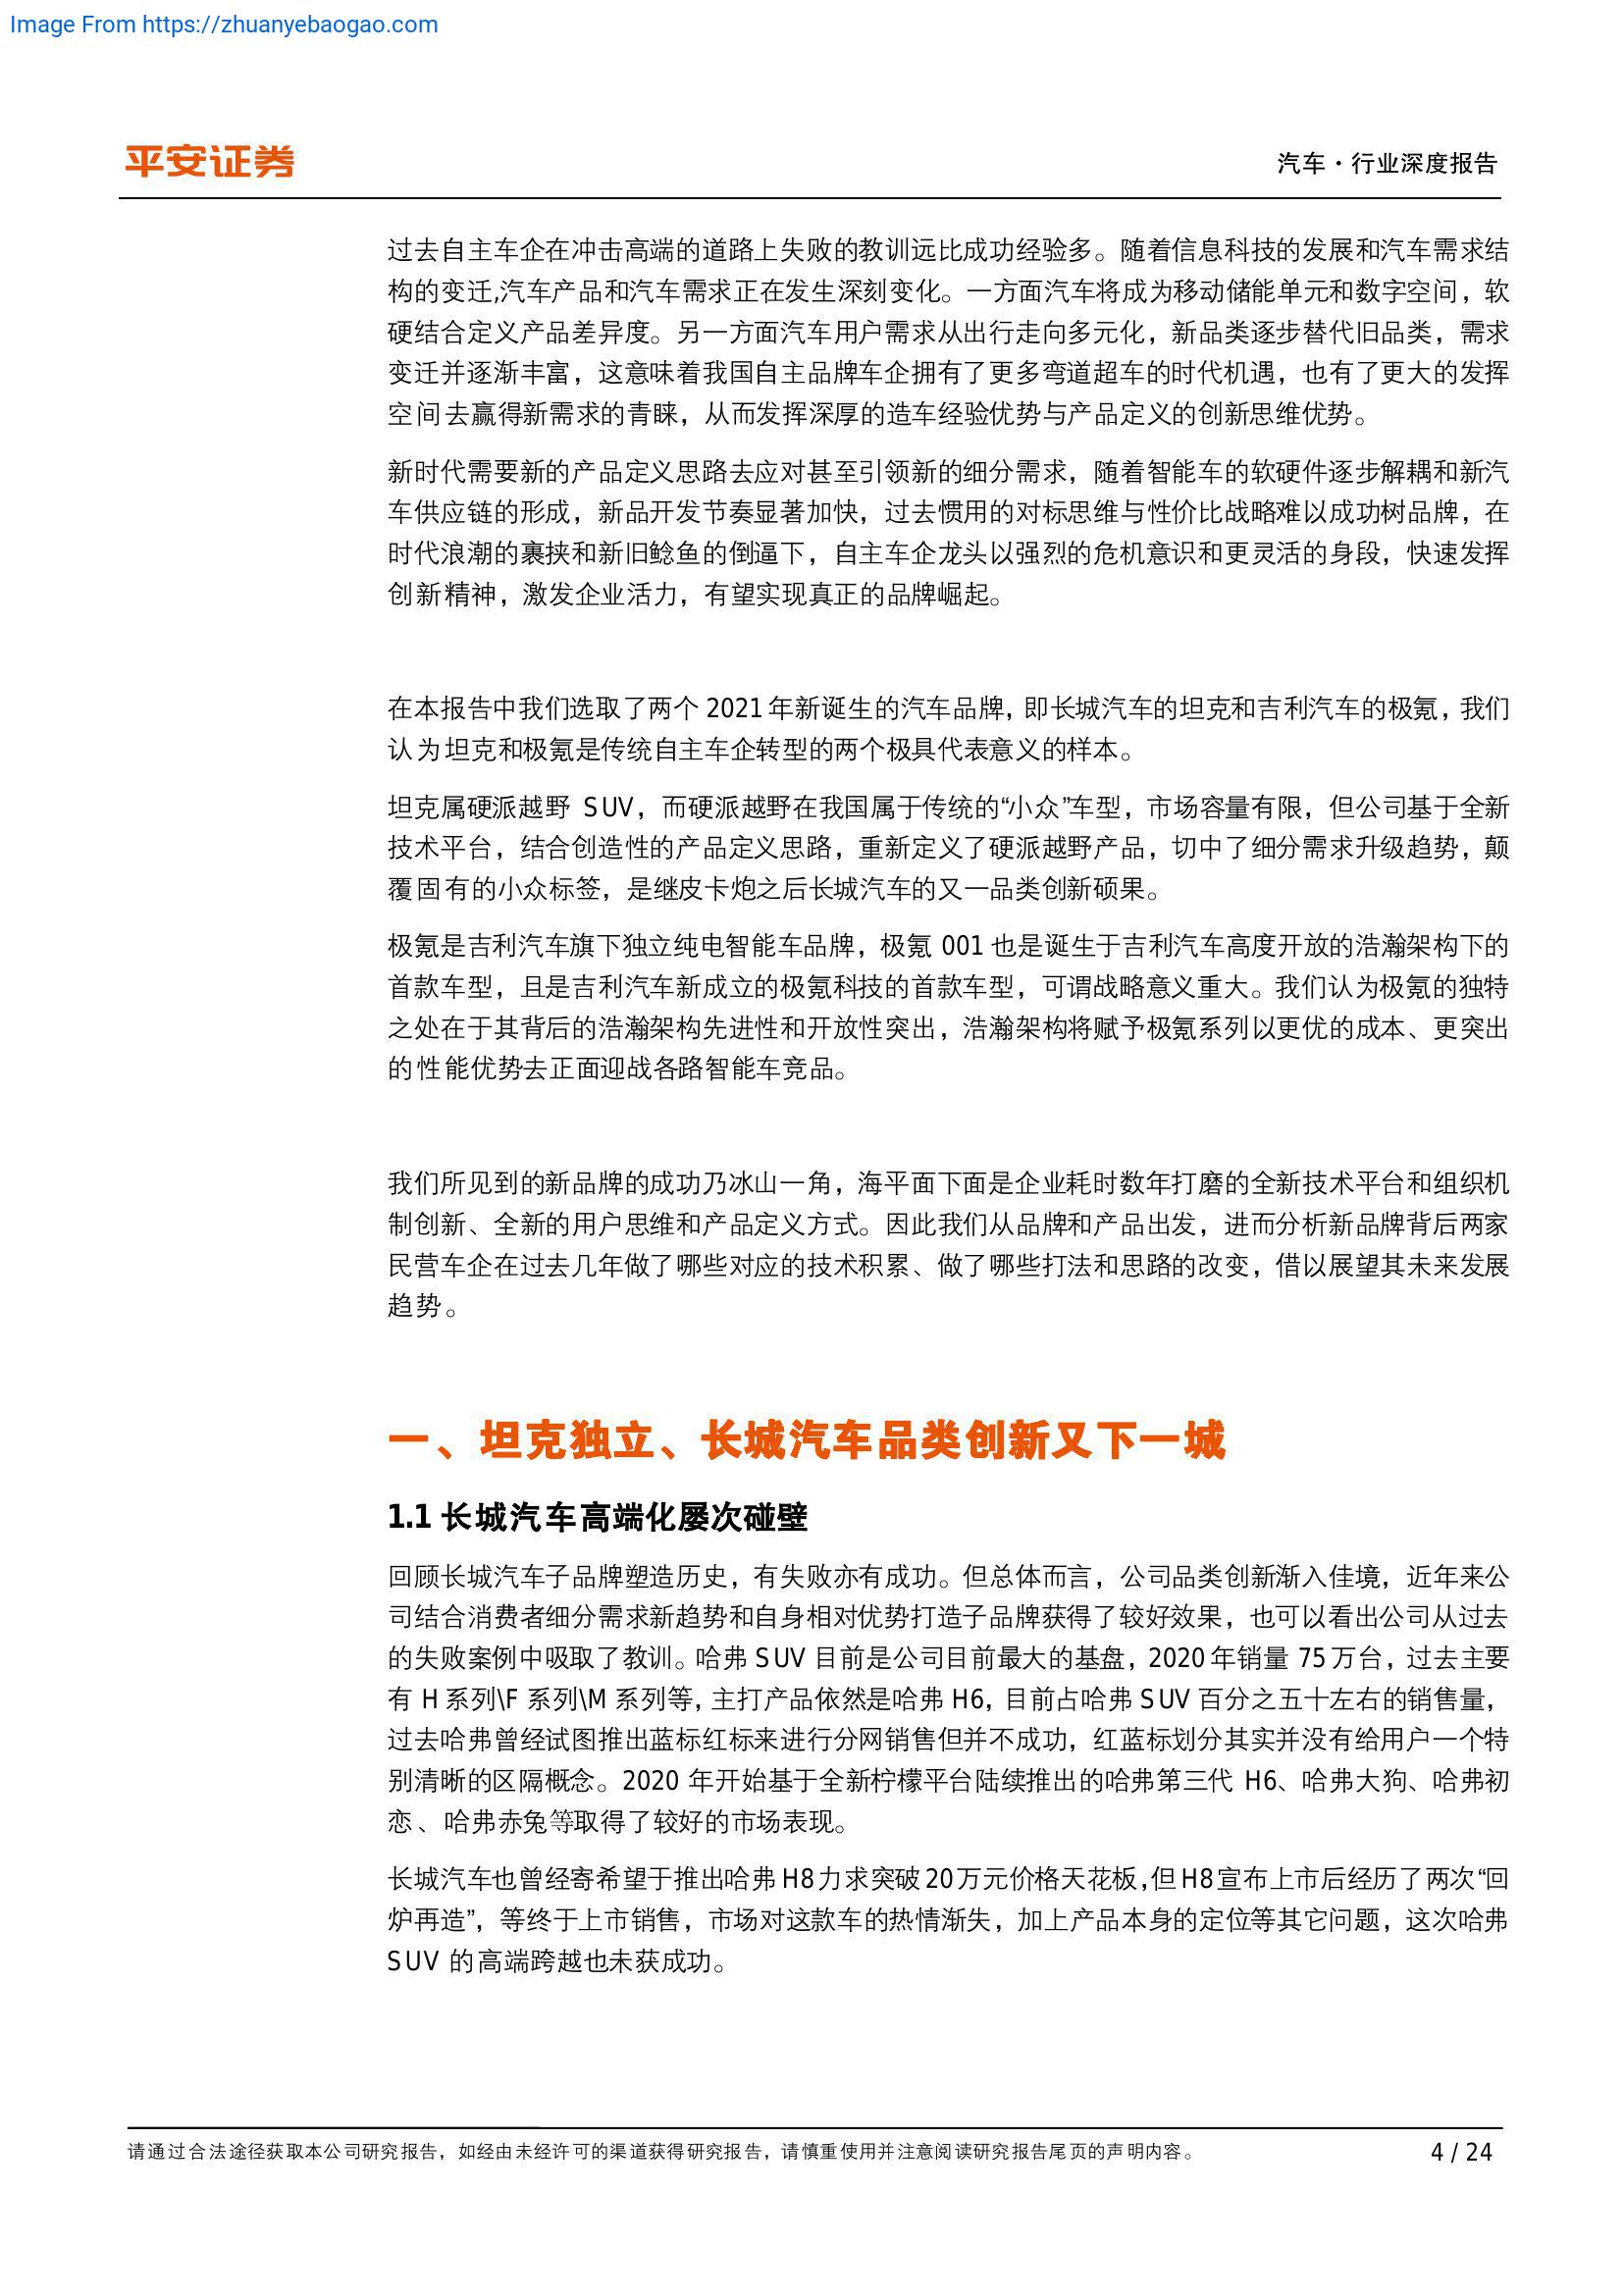 Image From https://zhuanyebaogao.com
平安证券
汽车·行业深度报告
过去自主车企在冲击高端的道路上失败的教训远比成功经验多。随着信息科技的发展和汽车需求结
构的变迁,汽车产品和汽车需求正在发生深刻变化。一方面汽车将成为移动储能单元和数字空间，软
硬结合定义产品差异度。另一方面汽车用户需求从出行走向多元化，新品类逐步替代旧品类，需求
变迁并逐渐丰富，这意味着我国自主品牌车企拥有了更多弯道超车的时代机遇，也有了更大的发挥
空间去赢得新需求的青睐，从而发挥深厚的造车经验优势与产品定义的创新思维优势。
新时代需要新的产品定义思路去应对甚至引领新的细分需求，随着智能车的软硬件逐步解耦和新汽
车供应链的形成，新品开发节奏显著加快，过去惯用的对标思维与性价比战略难以成功树品牌，在
时代浪潮的裹挟和新旧鲶鱼的倒逼下，自主车企龙头以强烈的危机意识和更灵活的身段，快速发挥
创新精神，激发企业活力，有望实现真正的品牌崛起。
在本报告中我们选取了两个 2021 年新诞生的汽车品牌，即长城汽车的坦克和吉利汽车的极氪，我们
认为坦克和极氪是传统自主车企转型的两个极具代表意义的样本。
坦克属硬派越野 SUV，而硬派越野在我国属于传统的“小众”车型，市场容量有限，但公司基于全新
技术平台，结合创造性的产品定义思路，重新定义了硬派越野产品，切中了细分需求升级趋势，颠
覆固有的小众标签，是继皮卡炮之后长城汽车的又一品类创新硕果。
极氪是吉利汽车旗下独立纯电智能车品牌，极氪 001 也是诞生于吉利汽车高度开放的浩瀚架构下的
首款车型，且是吉利汽车新成立的极氪科技的首款车型，可谓战略意义重大。我们认为极氪的独特
之处在于其背后的浩瀚架构先进性和开放性突出，浩瀚架构将赋予极氪系列以更优的成本、更突出
的性能优势去正面迎战各路智能车竞品。
我们所见到的新品牌的成功乃冰山一角，海平面下面是企业耗时数年打磨的全新技术平台和组织机
制创新、全新的用户思维和产品定义方式。因此我们从品牌和产品出发，进而分析新品牌背后两家
民营车企在过去几年做了哪些对应的技术积累、做了哪些打法和思路的改变，借以展望其未来发展
趋势。
一、坦克独立、长城汽车品类创新又下一城
1.1 长城汽车高端化屡次碰壁
回顾长城汽车子品牌塑造历史，有失败亦有成功。但总体而言，公司品类创新渐入佳境，近年来公
司结合消费者细分需求新趋势和自身相对优势打造子品牌获得了较好效果，也可以看出公司从过去
的失败案例中吸取了教训。哈弗 SUV 目前是公司目前最大的基盘，2020 年销量 75 万台，过去主要
有 H 系列\F 系列\M 系列等，主打产品依然是哈弗 H6，目前占哈弗 SUV 百分之五十左右的销售量，
过去哈弗曾经试图推出蓝标红标来进行分网销售但并不成功，红蓝标划分其实并没有给用户一个特
别清晰的区隔概念。2020 年开始基于全新柠檬平台陆续推出的哈弗第三代 H6、哈弗大狗、哈弗初
恋、哈弗赤兔等取得了较好的市场表现。
长城汽车也曾经寄希望于推出哈弗 H8 力求突破 20 万元价格天花板，但 H8 宣布上市后经历了两次“回
炉再造”，等终于上市销售，市场对这款车的热情渐失，加上产品本身的定位等其它问题，这次哈弗
SUV 的高端跨越也未获成功。
请通过合法途径获取本公司研究报告，如经由未经许可的渠道获得研究报告，请慎重使用并注意阅读研究报告尾页的声明内容。
4 / 24